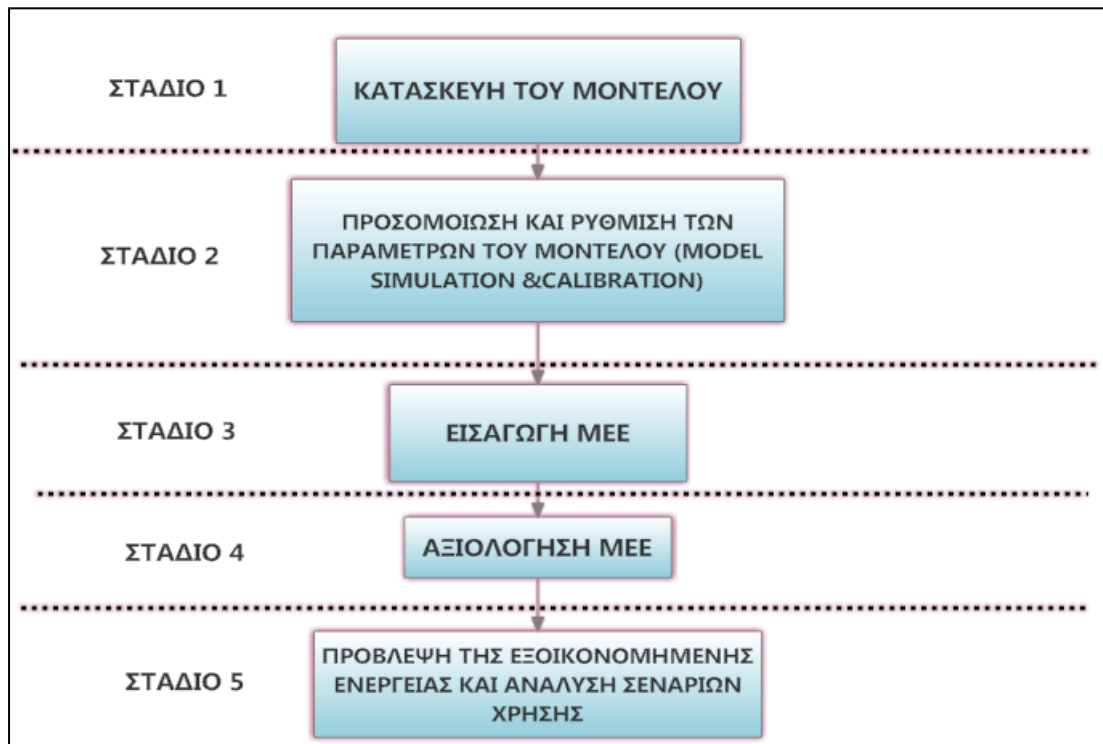 ΣΤΑΔΙΟ 1
ΚΑΤΑΣΚΕΥΗ ΤΟΥ ΜΟΝΤΕΛΟΥ
ΣΤΑΔΙΟ 2
ΠΡΟΣΟΜΟΙΩΣΗ ΚΑΙ ΡΥΘΜΙΣΗ ΤΩΝ
ΠΑΡΑΜΕΤΡΩΝ ΤΟΥ ΜΟΝΤΕΛΟΥ (MODEL
SIMULATION &CALIBRATION)
ΣΤΑΔΙΟ 3
ΕΙΣΑΓΩΓΗ ΜΕΕ
ΣΤΑΔΙΟ 4
ΑΞΙΟΛΟΓΗΣΗ ΜΕΕ
ΣΤΑΔΙΟ 5
ΠΡΟΒΛΕΨΗ ΤΗΣ ΕΞΟΙΚΟΝΟΜΗΜΕΝΗΣ
ΕΝΕΡΓΕΙΑΣ ΚΑΙ ΑΝΑΛΥΣΗ ΣΕΝΑΡΙΩΝ
ΧΡΗΣΗΣ